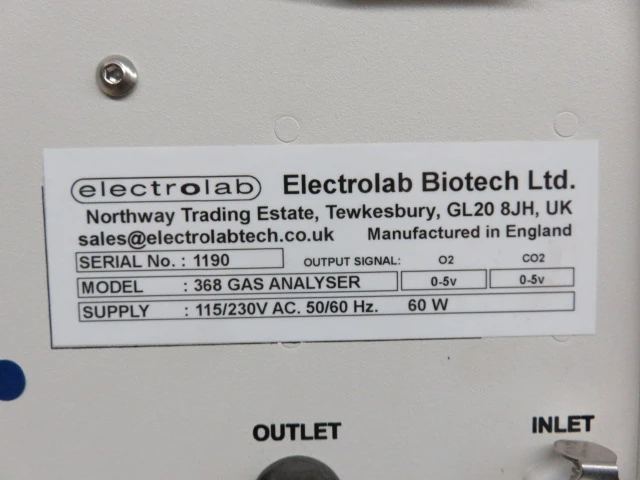 electrolab Electrolab Biotech Ltd.
Northway Trading Estate, Tewkesbury, GL20 8JH, UK
sales@electrolabtech.co.uk Manufactured in England
SERIAL No. : 1190 OUTPUT SIGNAL: O2 CO2
MODEL : 368 GAS ANALYSER 0-5v 0-5v
SUPPLY : 115/230V AC. 50/60 Hz. 60 W
OUTLET INLET